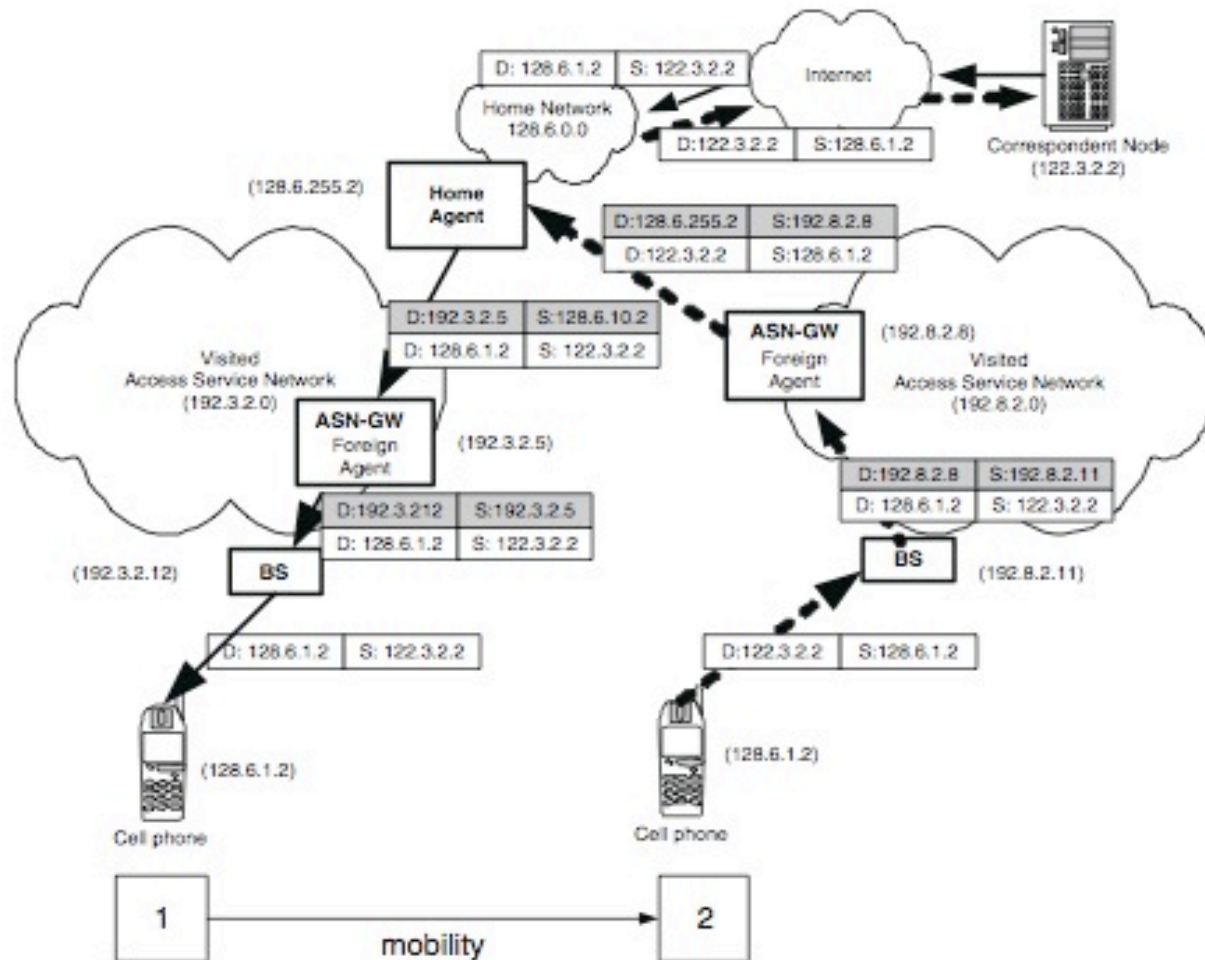 D: 128.6.1.2 S: 122.3.2.2
Internet
Home Network
128.6.0.0
D:122.3.2.2 S:128.6.1.2
Correspondent Node
(122.3.2.2)
(128.6.255.2)
Home
Agent
D:128.6.255.2 S:192.8.2.8
D:122.3.2.2 S:128.6.1.2
D:192.3.2.5 S:128.6.10.2
D: 128.6.1.2 S: 122.3.2.2
Visited
Access Service Network
(192.3.2.0)
ASN-GW
Foreign
Agent
(192.3.2.5)
ASN-GW
Foreign
Agent
(192.8.2.8)
Visited
Access Service Network
(192.8.2.0)
D:192.8.2.8 S:192.8.2.11
D: 128.6.1.2 S: 122.3.2.2
D:192.3.212 S:192.3.2.5
D: 128.6.1.2 S: 122.3.2.2
(192.3.2.12)
BS
BS
(192.8.2.11)
D: 128.6.1.2 S: 122.3.2.2
D:122.3.2.2 S:128.6.1.2
(128.6.1.2)
(128.6.1.2)
Cell phone
Cell phone
1
2
mobility